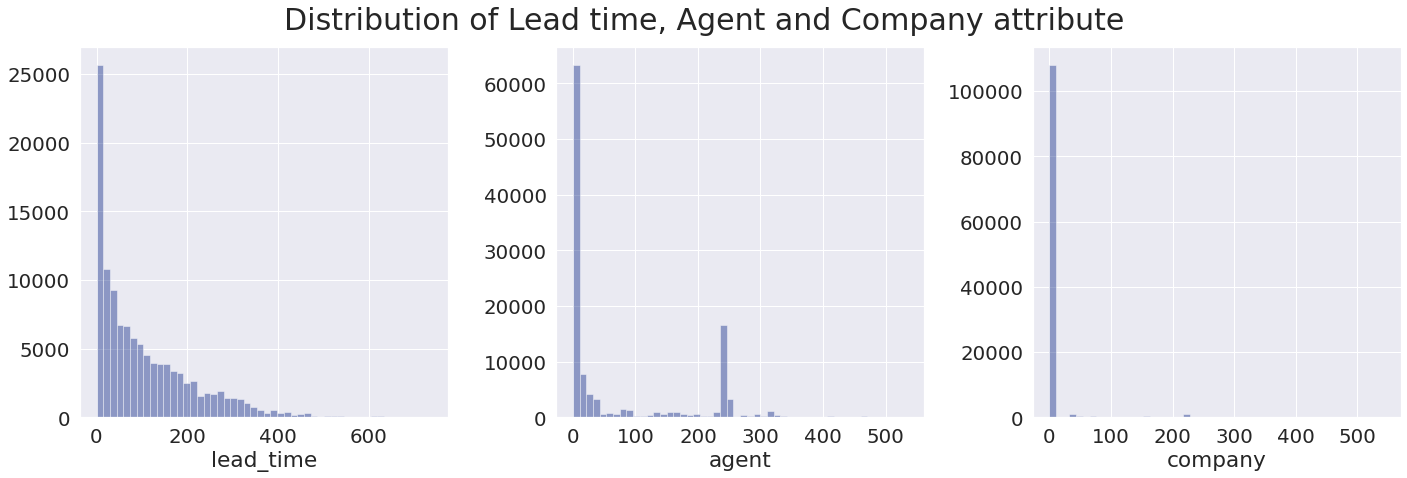 Distribution of Lead time, Agent and Company attribute
25000
20000
15000
10000
5000
0
0 200 400 600
lead_time
60000
50000
40000
30000
20000
10000
0
0 100 200 300 400 500
agent
100000
80000
60000
40000
20000
0
0 100 200 300 400 500
company